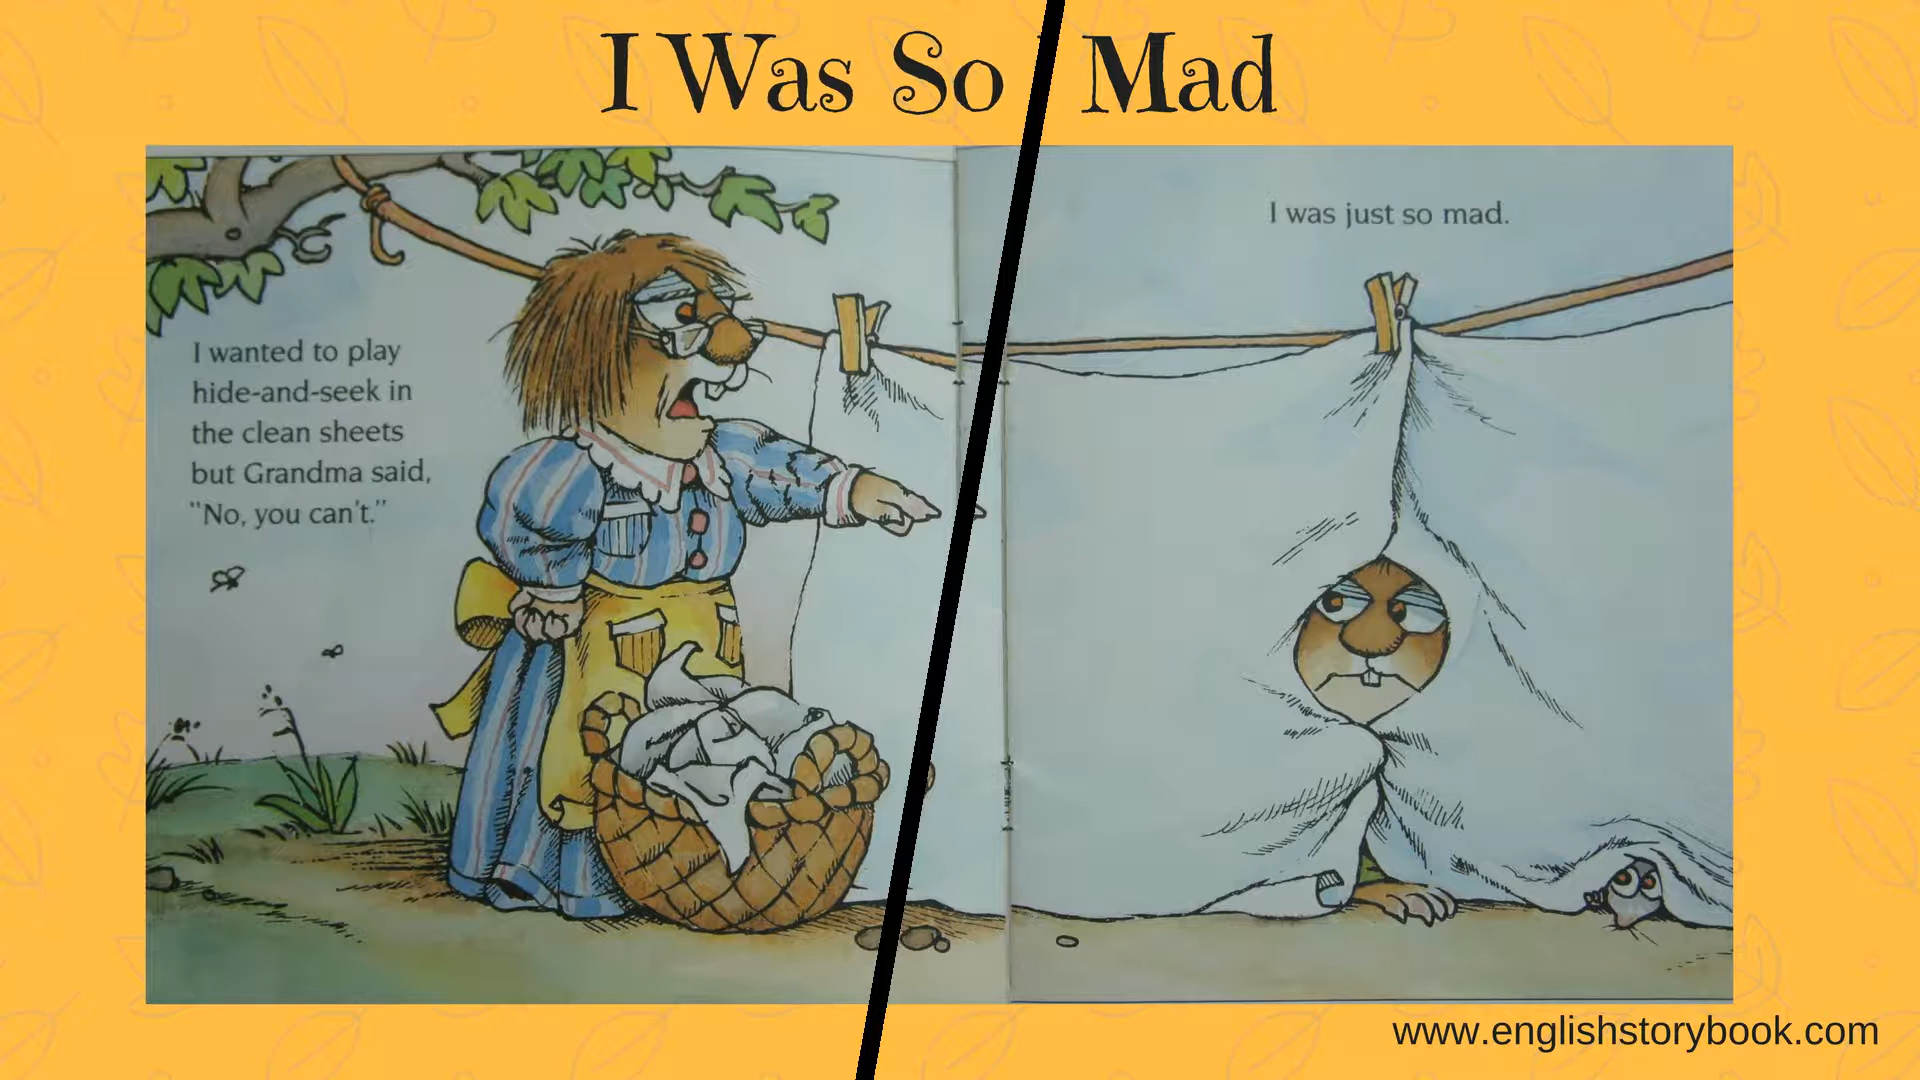 I Was So Mad
I wanted to play
hide-and-seek in
the clean sheets
but Grandma said,
"No, you can't."
I was just so mad.
www.englishstorybook.com